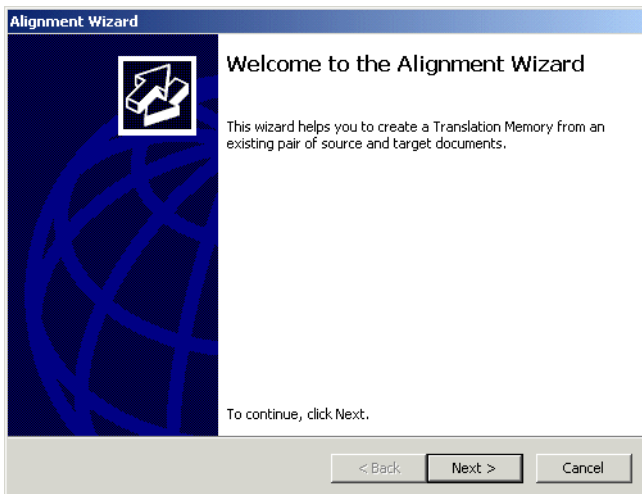 Alignment Wizard
Welcome to the Alignment Wizard
This wizard helps you to create a Translation Memory from an
existing pair of source and target documents.
To continue, click Next.
< Back
Next >
Cancel